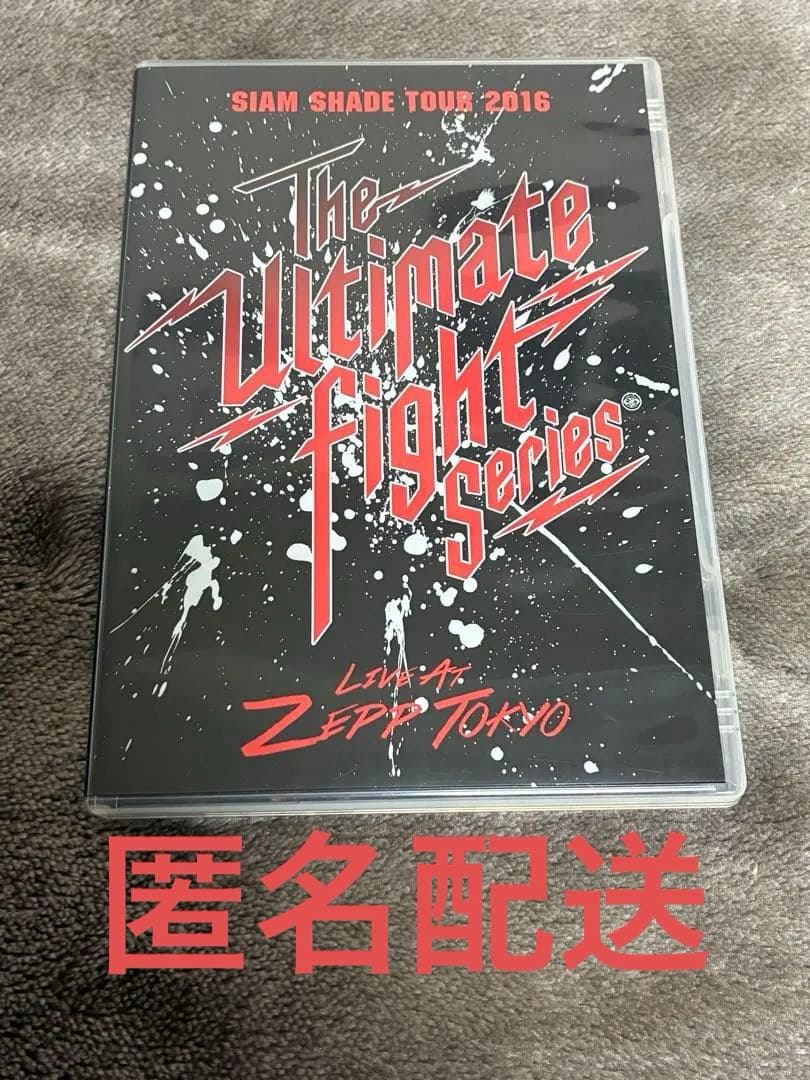 SIAM SHADE TOUR 2016
The
Ultimate
fight
Series
LIVE AT
ZEPP TOKYO
匿名配送